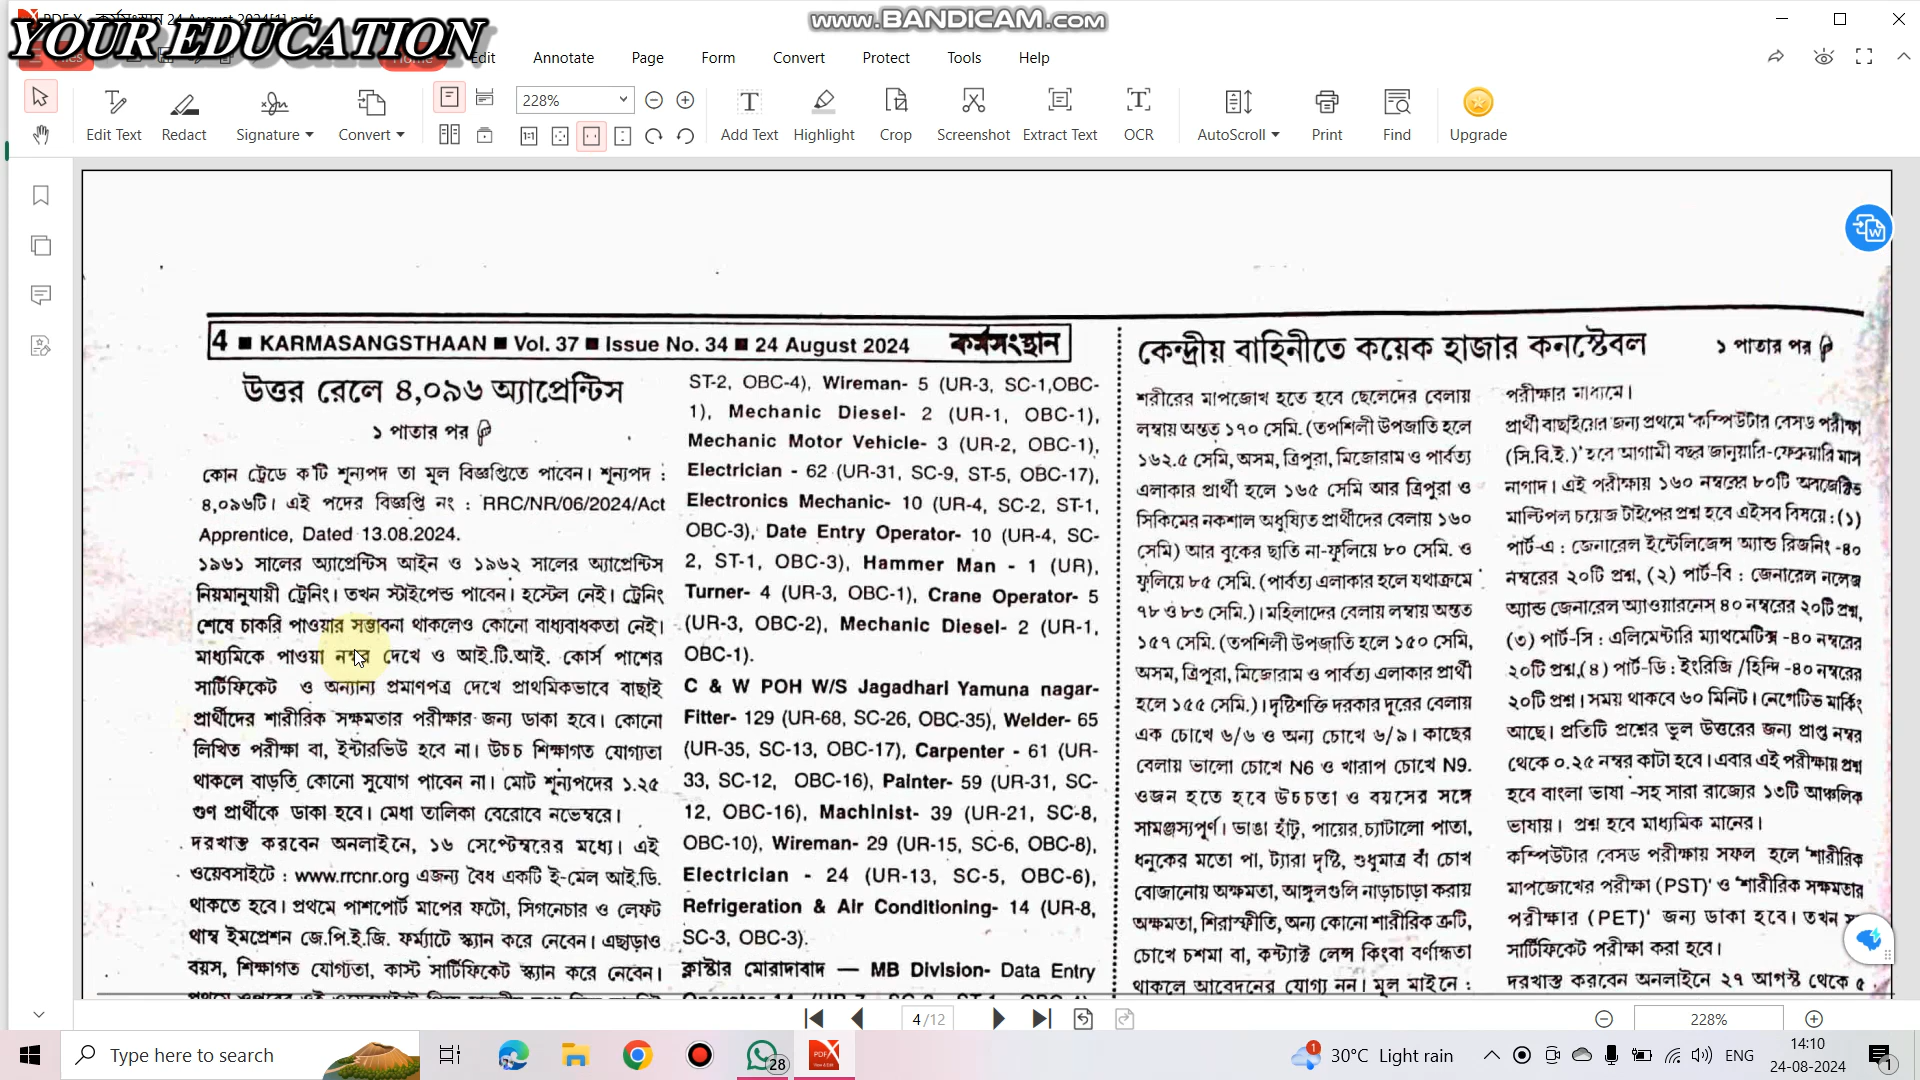 PDF X - কর্মসংস্থান 24 August 2024[1].pdf
YOUR EDUCATION
www.BANDICAM.com
Files
Home
Edit
Annotate
Page
Form
Convert
Protect
Tools
Help
Edit Text
Redact
Signature
Convert
228%
Add Text
Highlight
Crop
Screenshot
Extract Text
OCR
AutoScroll
Print
Find
Upgrade
4 ■ KARMASANGSTHAAN ■ Vol. 37 ■ Issue No. 34 ■ 24 August 2024 কর্মসংস্থান
উত্তর রেলে ৪,০৯৬ অ্যাপ্রেন্টিস
১ পাতার পর
কোন ট্রেডে ক'টি শূন্যপদ তা মূল বিজ্ঞপ্তিতে পাবেন। শূন্যপদ :
৪,০৯৬টি। এই পদের বিজ্ঞপ্তি নং : RRC/NR/06/2024/Act
Apprentice, Dated 13.08.2024.
১৯৬১ সালের অ্যাপ্রেন্টিস আইন ও ১৯৬২ সালের অ্যাপ্রেন্টিস
নিয়মানুযায়ী ট্রেনিং। তখন স্টাইপেন্ড পাবেন। হস্টেল নেই। ট্রেনিং
শেষে চাকরি পাওয়ার সম্ভাবনা থাকলেও কোনো বাধ্যবাধকতা নেই।
মাধ্যমিকে পাওয়া নম্বর দেখে ও আই.টি.আই. কোর্স পাশের
সার্টিফিকেট ও অন্যান্য প্রমাণপত্র দেখে প্রাথমিকভাবে বাছাই
প্রার্থীদের শারীরিক সক্ষমতার পরীক্ষার জন্য ডাকা হবে। কোনো
লিখিত পরীক্ষা বা, ইন্টারভিউ হবে না। উচ্চ শিক্ষাগত যোগ্যতা
থাকলে বাড়তি কোনো সুযোগ পাবেন না। মোট শূন্যপদের ১.২৫
গুণ প্রার্থীকে ডাকা হবে। মেধা তালিকা বেরোবে নভেম্বরে।
দরখাস্ত করবেন অনলাইনে, ১৬ সেপ্টেম্বরের মধ্যে। এই
ওয়েবসাইটে : www.rrcnr.org এজন্য বৈধ একটি ই-মেল আই.ডি.
থাকতে হবে। প্রথমে পাশপোর্ট মাপের ফটো, সিগনেচার ও লেফট
থাম্ব ইমপ্রেশন জে.পি.ই.জি. ফর্ম্যাটে স্ক্যান করে নেবেন। এছাড়াও
বয়স, শিক্ষাগত যোগ্যতা, কাস্ট সার্টিফিকেট স্ক্যান করে নেবেন।
ST-2, OBC-4), Wireman- 5 (UR-3, SC-1,OBC-
1), Mechanic Diesel- 2 (UR-1, OBC-1),
Mechanic Motor Vehicle- 3 (UR-2, OBC-1),
Electrician - 62 (UR-31, SC-9, ST-5, OBC-17),
Electronics Mechanic- 10 (UR-4, SC-2, ST-1,
OBC-3), Date Entry Operator- 10 (UR-4, SC-
2, ST-1, OBC-3), Hammer Man - 1 (UR),
Turner- 4 (UR-3, OBC-1), Crane Operator- 5
(UR-3, OBC-2), Mechanic Diesel- 2 (UR-1,
OBC-1).
C & W POH W/S Jagadhari Yamuna nagar-
Fitter- 129 (UR-68, SC-26, OBC-35), Welder- 65
(UR-35, SC-13, OBC-17), Carpenter - 61 (UR-
33, SC-12, OBC-16), Painter- 59 (UR-31, SC-
12, OBC-16), Machinist- 39 (UR-21, SC-8,
OBC-10), Wireman- 29 (UR-15, SC-6, OBC-8),
Electrician - 24 (UR-13, SC-5, OBC-6),
Refrigeration & Air Conditioning- 14 (UR-8,
SC-3, OBC-3).
ক্লাস্টার মোরাদাবাদ — MB Division- Data Entry
কেন্দ্রীয় বাহিনীতে কয়েক হাজার কনস্টেবল ১ পাতার পর
শরীরের মাপজোখ হতে হবে ছেলেদের বেলায়
লম্বায় অন্তত ১৭০ সেমি. (তপশিলী উপজাতি হলে
১৬২.৫ সেমি, অসম, ত্রিপুরা, মিজোরাম ও পার্বত্য
এলাকার প্রার্থী হলে ১৬৫ সেমি আর ত্রিপুরা ও
সিকিমের নকশাল অধ্যুষিত প্রার্থীদের বেলায় ১৬০
সেমি) আর বুকের ছাতি না-ফুলিয়ে ৮০ সেমি. ও
ফুলিয়ে ৮৫ সেমি. (পার্বত্য এলাকার হলে যথাক্রমে
৭৮ ও ৮৩ সেমি.)। মহিলাদের বেলায় লম্বায় অন্তত
১৫৭ সেমি. (তপশিলী উপজাতি হলে ১৫০ সেমি,
অসম, ত্রিপুরা, মিজোরাম ও পার্বত্য এলাকার প্রার্থী
হলে ১৫৫ সেমি.)। দৃষ্টিশক্তি দরকার দূরের বেলায়
এক চোখে ৬/৬ ও অন্য চোখে ৬/৯। কাছের
বেলায় ভালো চোখে N6 ও খারাপ চোখে N9.
ওজন হতে হবে উচ্চতা ও বয়সের সঙ্গে
সামঞ্জস্যপূর্ণ। ভাঙা হাঁটু, পায়ের চ্যাটালো পাতা,
ধনুকের মতো পা, ট্যারা দৃষ্টি, শুধুমাত্র বাঁ চোখ
বোজানোয় অক্ষমতা, আঙুলগুলি নাড়াচাড়া করায়
অক্ষমতা, শিরাস্ফীতি, অন্য কোনো শারীরিক ত্রুটি,
চোখে চশমা বা, কন্ট্যাক্ট লেন্স কিংবা বর্ণান্ধতা
থাকলে আবেদনের যোগ্য নন। মূল মাইনে :
পরীক্ষার মাধ্যমে।
প্রার্থী বাছাইয়ের জন্য প্রথমে 'কম্পিউটার বেসড পরীক্ষা
(সি.বি.ই.)' হবে আগামী বছর জানুয়ারি-ফেব্রুয়ারি মাস
নাগাদ। এই পরীক্ষায় ১৬০ নম্বরের ৮০টি অবজেক্টিভ
মাল্টিপল চয়েজ টাইপের প্রশ্ন হবে এইসব বিষয়ে : (১)
পার্ট-এ : জেনারেল ইন্টেলিজেন্স অ্যান্ড রিজনিং -৪০
নম্বরের ২০টি প্রশ্ন, (২) পার্ট-বি : জেনারেল নলেজ
অ্যান্ড জেনারেল অ্যাওয়ারনেস ৪০ নম্বরের ২০টি প্রশ্ন,
(৩) পার্ট-সি : এলিমেন্টারি ম্যাথমেটিক্স -৪০ নম্বরের
২০টি প্রশ্ন, (৪) পার্ট-ডি : ইংরিজি /হিন্দি -৪০ নম্বরের
২০টি প্রশ্ন। সময় থাকবে ৬০ মিনিট। নেগেটিভ মার্কিং
আছে। প্রতিটি প্রশ্নের ভুল উত্তরের জন্য প্রাপ্ত নম্বর
থেকে ০.২৫ নম্বর কাটা হবে। এবার এই পরীক্ষায় প্রশ্ন
হবে বাংলা ভাষা -সহ সারা রাজ্যের ১৩টি আঞ্চলিক
ভাষায়। প্রশ্ন হবে মাধ্যমিক মানের।
কম্পিউটার বেসড পরীক্ষায় সফল হলে 'শারীরিক
মাপজোখের পরীক্ষা (PST)' ও 'শারীরিক সক্ষমতার
পরীক্ষার (PET)' জন্য ডাকা হবে। তখন
সার্টিফিকেট পরীক্ষা করা হবে।
দরখাস্ত করবেন অনলাইনে ২৭ আগস্ট থেকে ৫
4 /12
228%
Type here to search
28
30°C Light rain
ENG
14:10
24-08-2024
1